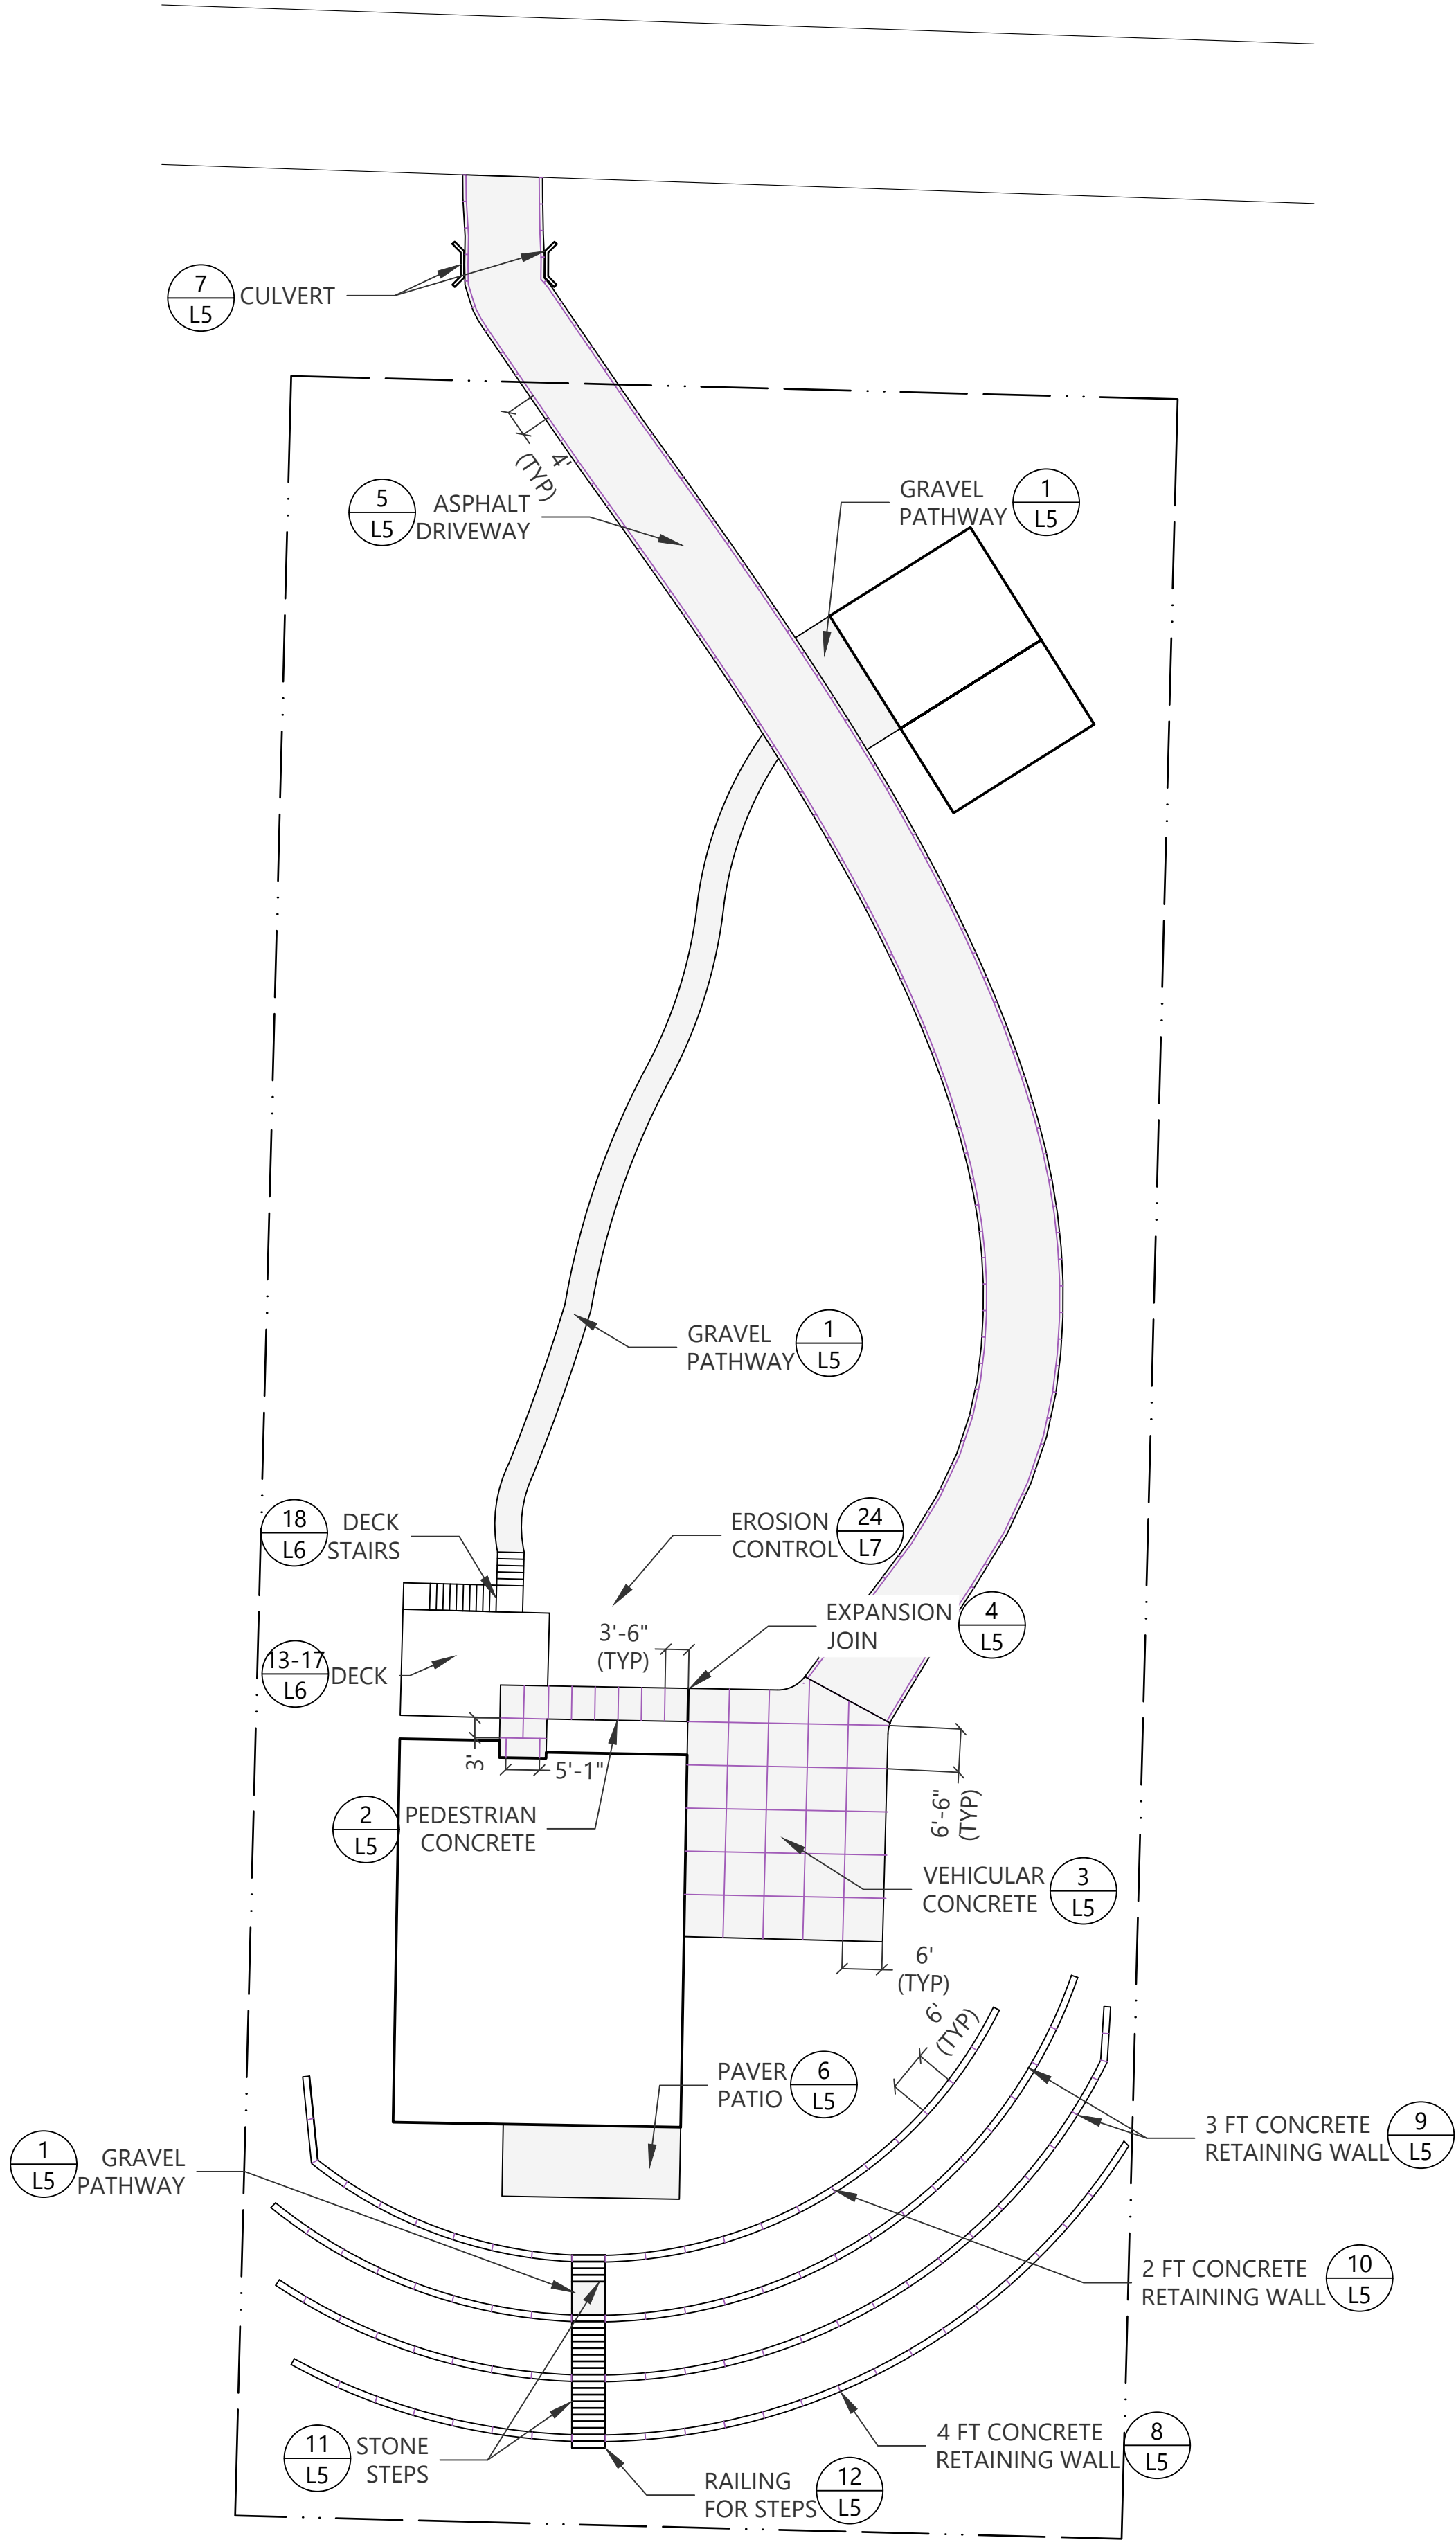 7
L5
CULVERT
4'
(TYP)
5
L5
ASPHALT
DRIVEWAY
GRAVEL
PATHWAY
1
L5
GRAVEL
PATHWAY
1
L5
18
L6
DECK
STAIRS
EROSION
CONTROL
24
L7
EXPANSION
JOIN
4
L5
3'-6"
(TYP)
13-17
L6
DECK
3'
5'-1"
6'-6"
(TYP)
2
L5
PEDESTRIAN
CONCRETE
VEHICULAR
CONCRETE
3
L5
6'
(TYP)
6'
(TYP)
PAVER
PATIO
6
L5
3 FT CONCRETE
RETAINING WALL
9
L5
1
L5
GRAVEL
PATHWAY
2 FT CONCRETE
RETAINING WALL
10
L5
11
L5
STONE
STEPS
4 FT CONCRETE
RETAINING WALL
8
L5
RAILING
FOR STEPS
12
L5